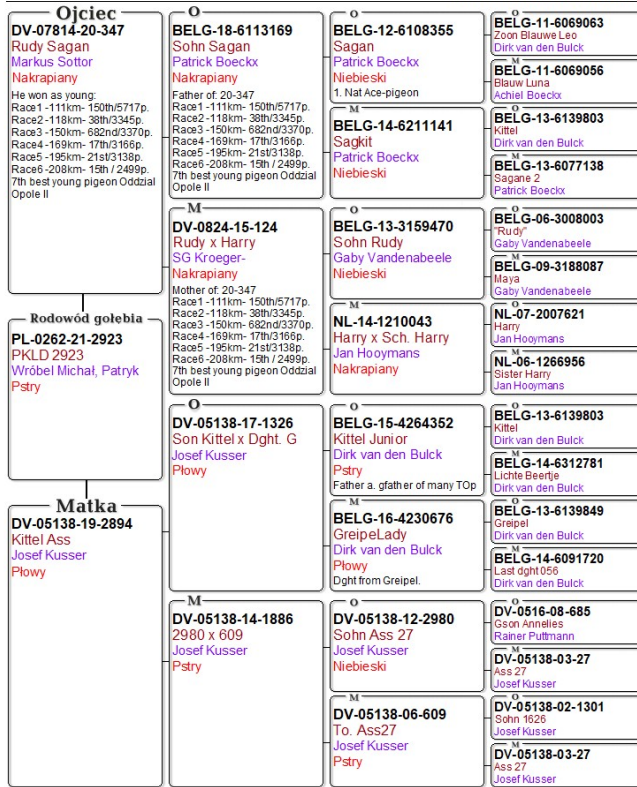 Ojciec
DV-07814-20-347
Rudy Sagan
Markus Sottor
Nakrapiany
He won as young:
Race1 -111km- 150th/5717p.
Race2 -118km- 38th/3345p.
Race3 -150km- 682nd/3370p.
Race4 -169km- 17th/3166p.
Race5 -195km- 21st/3138p.
Race6 -208km- 15th / 2499p.
7th best young pigeon Oddzial
Opole II
Rodowód gołebia
PL-0262-21-2923
PKLD 2923
Wróbel Michał, Patryk
Pstry
Matka
DV-05138-19-2894
Kittel Ass
Josef Kusser
Płowy
O
BELG-18-6113169
Sohn Sagan
Patrick Boeckx
Nakrapiany
Father of: 20-347
Race1 -111km- 150th/5717p.
Race2 -118km- 38th/3345p.
Race3 -150km- 682nd/3370p.
Race4 -169km- 17th/3166p.
Race5 -195km- 21st/3138p.
Race6 -208km- 15th / 2499p.
7th best young pigeon Oddzial
Opole II
M
DV-0824-15-124
Rudy x Harry
SG Kroeger-
Nakrapiany
Mother of: 20-347
Race1 -111km- 150th/5717p.
Race2 -118km- 38th/3345p.
Race3 -150km- 682nd/3370p.
Race4 -169km- 17th/3166p.
Race5 -195km- 21st/3138p.
Race6 -208km- 15th / 2499p.
7th best young pigeon Oddzial
Opole II
O
DV-05138-17-1326
Son Kittel x Dght. G
Josef Kusser
Płowy
M
DV-05138-14-1886
2980 x 609
Josef Kusser
Pstry
O
BELG-12-6108355
Sagan
Patrick Boeckx
Niebieski
1. Nat Ace-pigeon
M
BELG-14-6211141
Sagkit
Patrick Boeckx
Niebieski
O
BELG-13-3159470
Sohn Rudy
Gaby Vandenabeele
Niebieski
M
NL-14-1210043
Harry x Sch. Harry
Jan Hooymans
Nakrapiany
O
BELG-15-4264352
Kittel Junior
Dirk van den Bulck
Pstry
Father a. gfather of many TOp
M
BELG-16-4230676
GreipeLady
Dirk van den Bulck
Płowy
Dght from Greipel.
O
DV-05138-12-2980
Sohn Ass 27
Josef Kusser
Niebieski
M
DV-05138-06-609
To. Ass27
Josef Kusser
Pstry
O
BELG-11-6069063
Zoon Blauwe Leo
Dirk van den Bulck
M
BELG-11-6069056
Blauw Luna
Achiel Boeckx
O
BELG-13-6139803
Kittel
Dirk van den Bulck
M
BELG-13-6077138
Sagane 2
Patrick Boeckx
O
BELG-06-3008003
"Rudy"
Gaby Vandenabeele
M
BELG-09-3188087
Maya
Gaby Vandenabeele
O
NL-07-2007621
Harry
Jan Hooymans
M
NL-06-1266956
Sister Harry
Jan Hooymans
O
BELG-13-6139803
Kittel
Dirk van den Bulck
M
BELG-14-6312781
Lichte Beertje
Dirk van den Bulck
O
BELG-13-6139849
Greipel
Dirk van den Bulck
M
BELG-14-6091720
Last dght 056
Dirk van den Bulck
O
DV-0516-08-685
Gson Annelies
Rainer Puttmann
M
DV-05138-03-27
Ass 27
Josef Kusser
O
DV-05138-02-1301
Sohn 1626
Josef Kusser
M
DV-05138-03-27
Ass 27
Josef Kusser